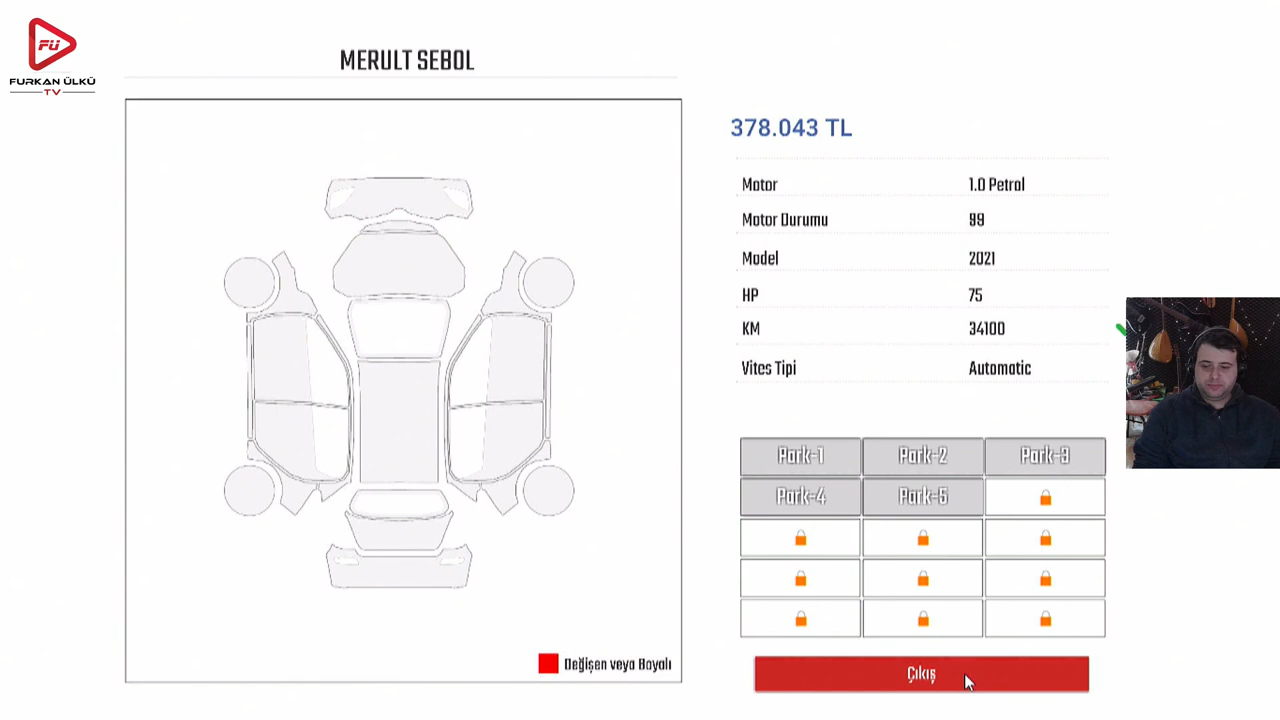 FU
FURKAN ÜLKÜ
TV
MERULT SEBOL
378.043 TL
Motor 1.0 Petrol
Motor Durumu 99
Model 2021
HP 75
KM 34100
Vites Tipi Automatic
Park-1 Park-2 Park-3
Park-4 Park-5
Değişen veya Boyalı
Çıkış